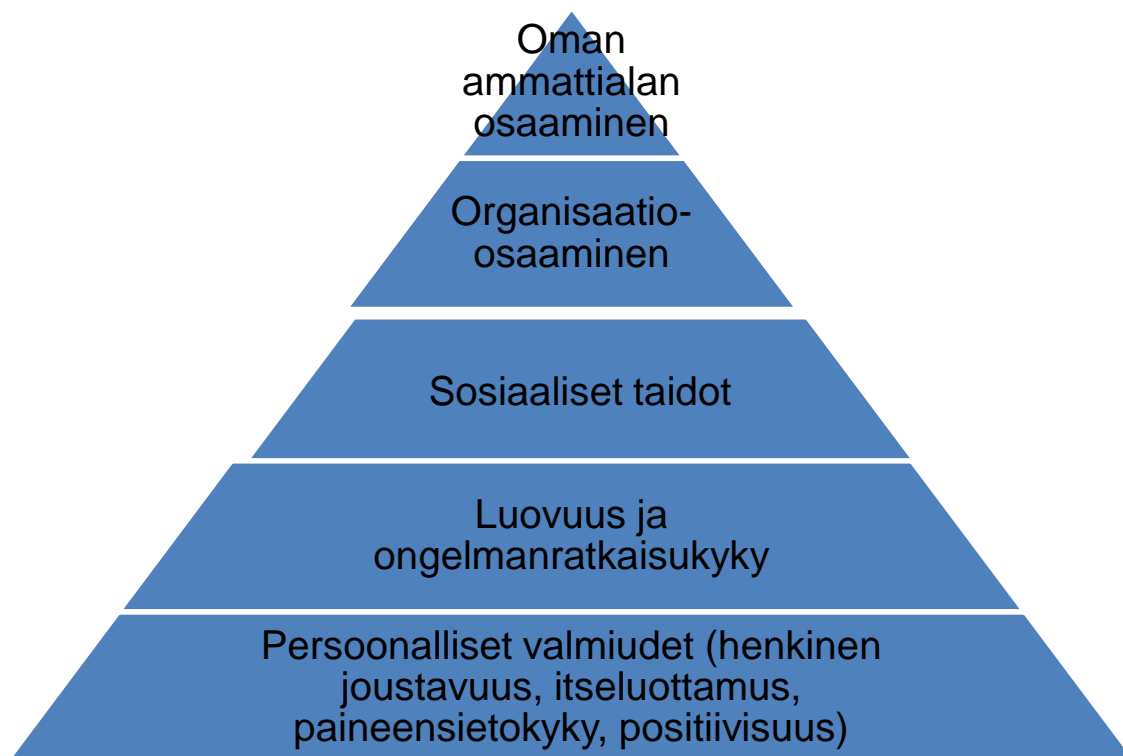 Oman
ammattialan
osaaminen
Organisaatio-
osaaminen
Sosiaaliset taidot
Luovuus ja
ongelmanratkaisukyky
Persoonalliset valmiudet (henkinen
joustavuus, itseluottamus,
paineensietokyky, positiivisuus)